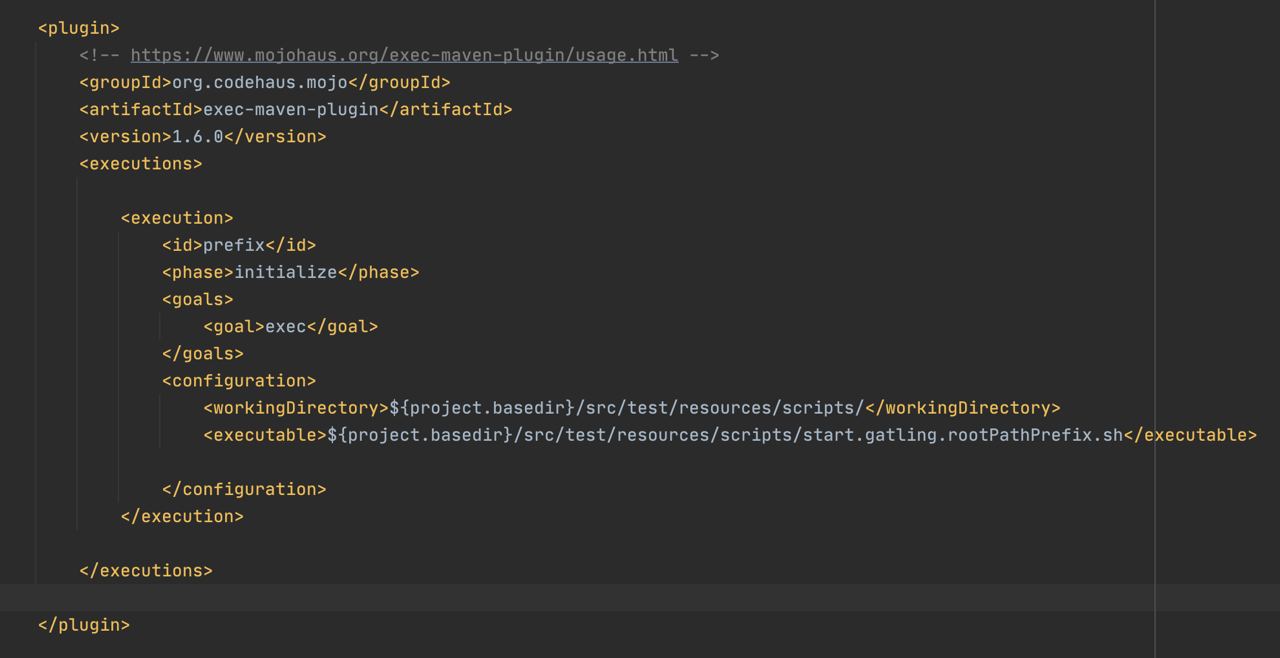 <plugin>
<!-- https://www.mojohaus.org/exec-maven-plugin/usage.html -->
<groupId>org.codehaus.mojo</groupId>
<artifactId>exec-maven-plugin</artifactId>
<version>1.6.0</version>
<executions>
<execution>
<id>prefix</id>
<phase>initialize</phase>
<goals>
<goal>exec</goal>
</goals>
<configuration>
<workingDirectory>${project.basedir}/src/test/resources/scripts/</workingDirectory>
<executable>${project.basedir}/src/test/resources/scripts/start.gatling.rootPathPrefix.sh</executable>
</configuration>
</execution>
</executions>
</plugin>